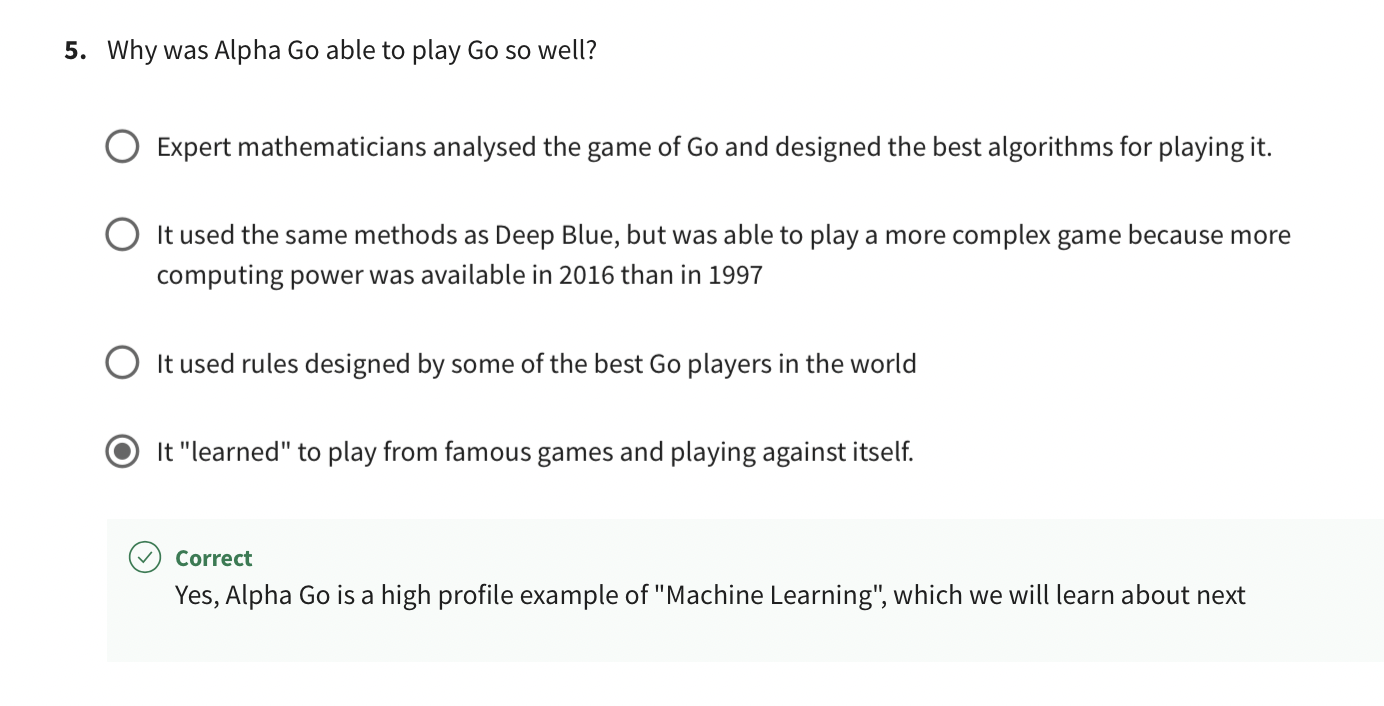 5. Why was Alpha Go able to play Go so well?
Expert mathematicians analysed the game of Go and designed the best algorithms for playing it.
It used the same methods as Deep Blue, but was able to play a more complex game because more
computing power was available in 2016 than in 1997
It used rules designed by some of the best Go players in the world
It "learned" to play from famous games and playing against itself.
Correct
Yes, Alpha Go is a high profile example of "Machine Learning", which we will learn about next